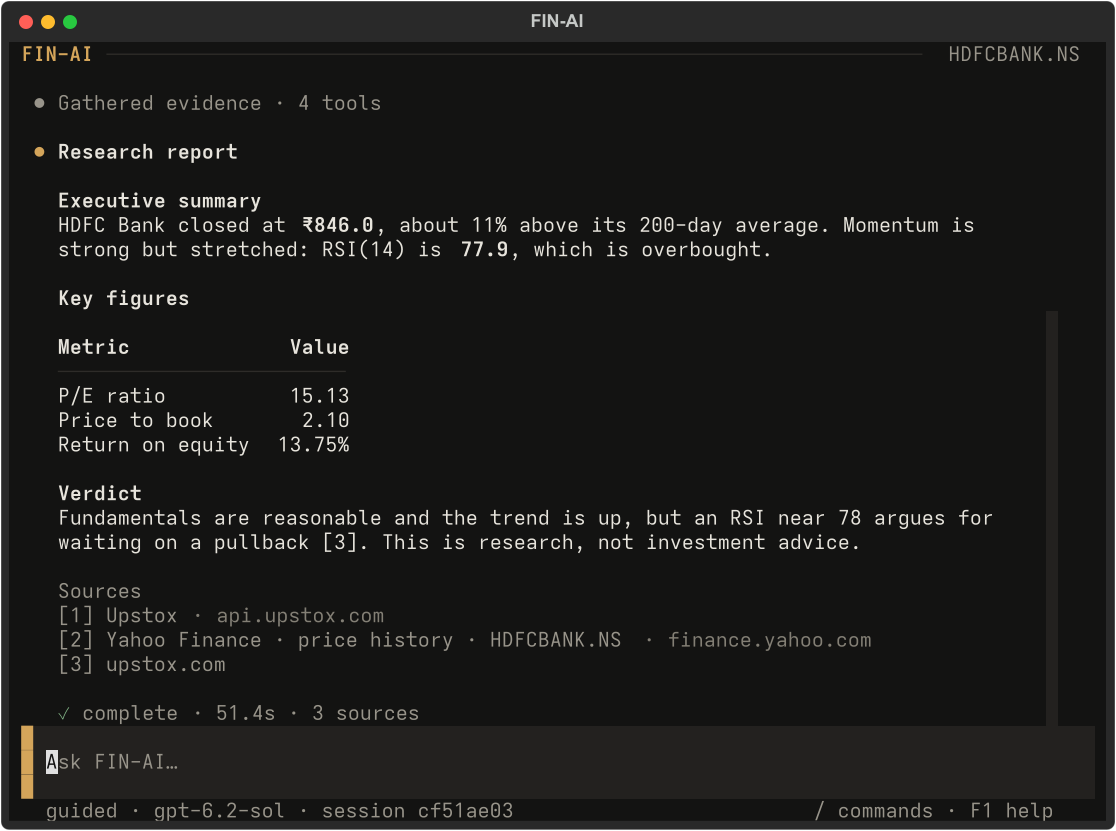 FIN-AI
FIN-AI HDFCBANK.NS
● Gathered evidence · 4 tools
● Research report
Executive summary
HDFC Bank closed at ₹846.0, about 11% above its 200-day average. Momentum is
strong but stretched: RSI(14) is 77.9, which is overbought.
Key figures
Metric Value
P/E ratio 15.13
Price to book 2.10
Return on equity 13.75%
Verdict
Fundamentals are reasonable and the trend is up, but an RSI near 78 argues for
waiting on a pullback [3]. This is research, not investment advice.
Sources
[1] Upstox · api.upstox.com
[2] Yahoo Finance · price history · HDFCBANK.NS · finance.yahoo.com
[3] upstox.com
✓ complete · 51.4s · 3 sources
Ask FIN-AI…
guided · gpt-6.2-sol · session cf51ae03 / commands · F1 help